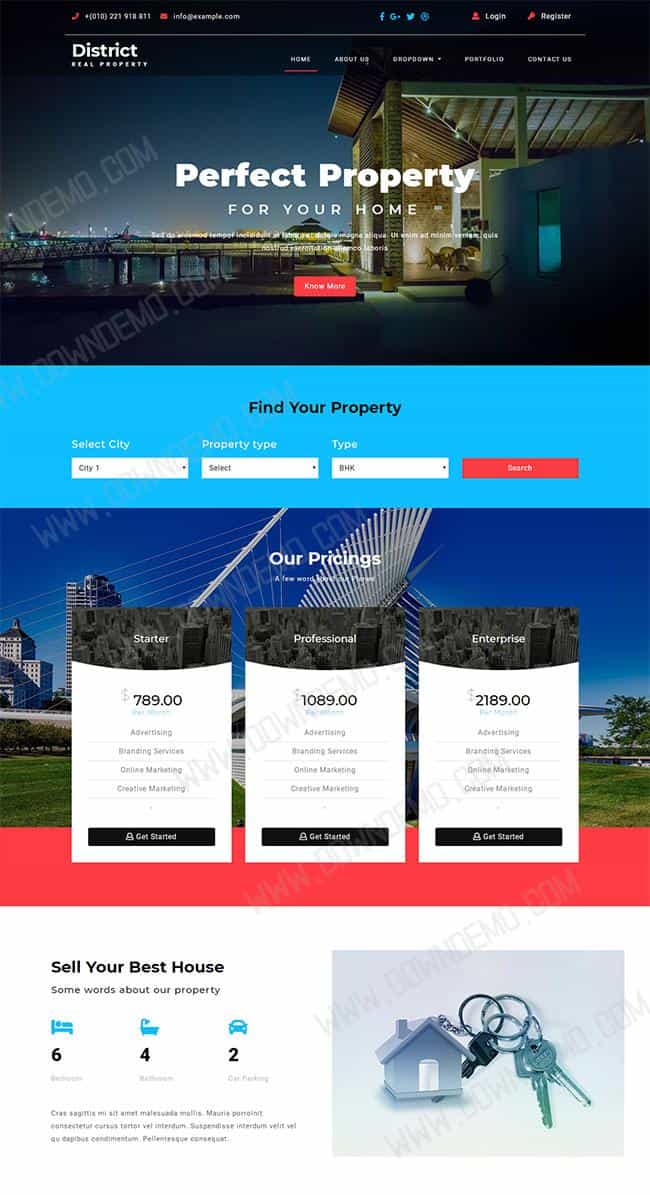 +(010) 221 918 811 info@example.com Login Register
District
REAL PROPERTY
HOME ABOUT US DROPDOWN PORTFOLIO CONTACT US
Perfect Property
FOR YOUR HOME
Sed do eiusmod tempor incididunt ut labore et dolore magna aliqua. Ut enim ad minim veniam, quis
nostrud exercitation ullamco laboris
Know More
Find Your Property
Select City Property type Type
City 1 Select BHK Search
Our Pricings
A few word about our Planes
Starter Professional Enterprise
$ 789.00 $ 1089.00 $ 2189.00
Per Month Per Month Per Month
Advertising Advertising Advertising
Branding Services Branding Services Branding Services
Online Marketing Online Marketing Online Marketing
Creative Marketing Creative Marketing Creative Marketing
Get Started Get Started Get Started
Sell Your Best House
Some words about our property
6 4 2
Bedroom Bathroom Car Parking
Cras sagittis mi sit amet malesuada mollis. Mauris porroinit
consectetur cursus tortor vel interdum. Suspendisse interdum velit vel
qu dapibus condimentum. Pellentesque consequat.
WWW.DOWNDEMO.COM